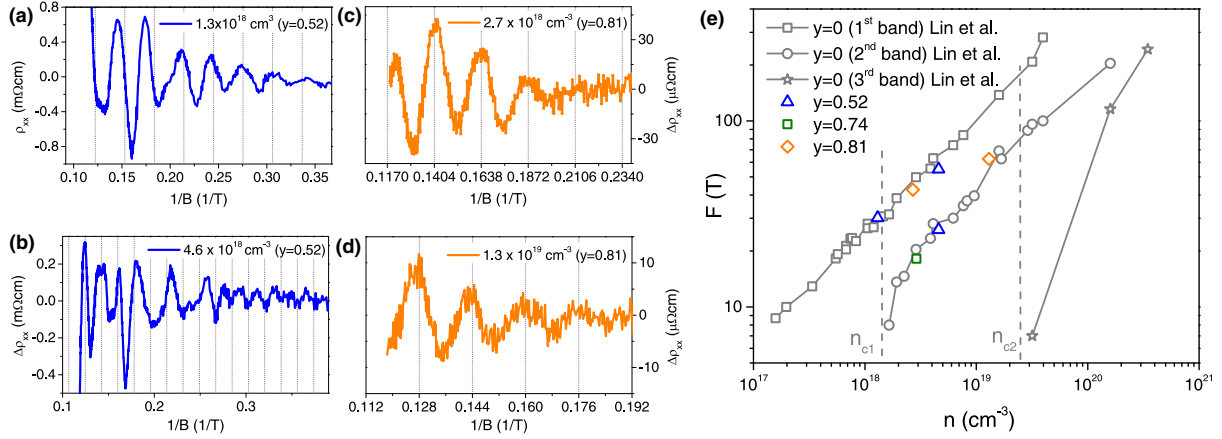 (a)
1.3x10¹⁸ cm³ (y=0.52)
0.8
0.4
0.0
-0.4
-0.8
ρxx (mΩcm)
0.10 0.15 0.20 0.25 0.30 0.35
1/B (1/T)
(b)
4.6 x 10¹⁸ cm⁻³ (y=0.52)
0.2
0.0
-0.2
-0.4
Δρxx (mΩcm)
0.1 0.2 0.3
1/B (1/T)
(c)
2.7 x 10¹⁸ cm⁻³ (y=0.81)
30
0
-30
Δρxx (μΩcm)
0.1170 0.1404 0.1638 0.1872 0.2106 0.2340
1/B (1/T)
(d)
1.3 x 10¹⁹ cm⁻³ (y=0.81)
10
0
-10
Δρxx (μΩcm)
0.112 0.128 0.144 0.160 0.176 0.192
1/B (1/T)
(e)
y=0 (1ˢᵗ band) Lin et al.
y=0 (2ⁿᵈ band) Lin et al.
y=0 (3ʳᵈ band) Lin et al.
y=0.52
y=0.74
y=0.81
100
10
F (T)
nc1
nc2
10¹⁷ 10¹⁸ 10¹⁹ 10²⁰ 10²¹
n (cm⁻³)